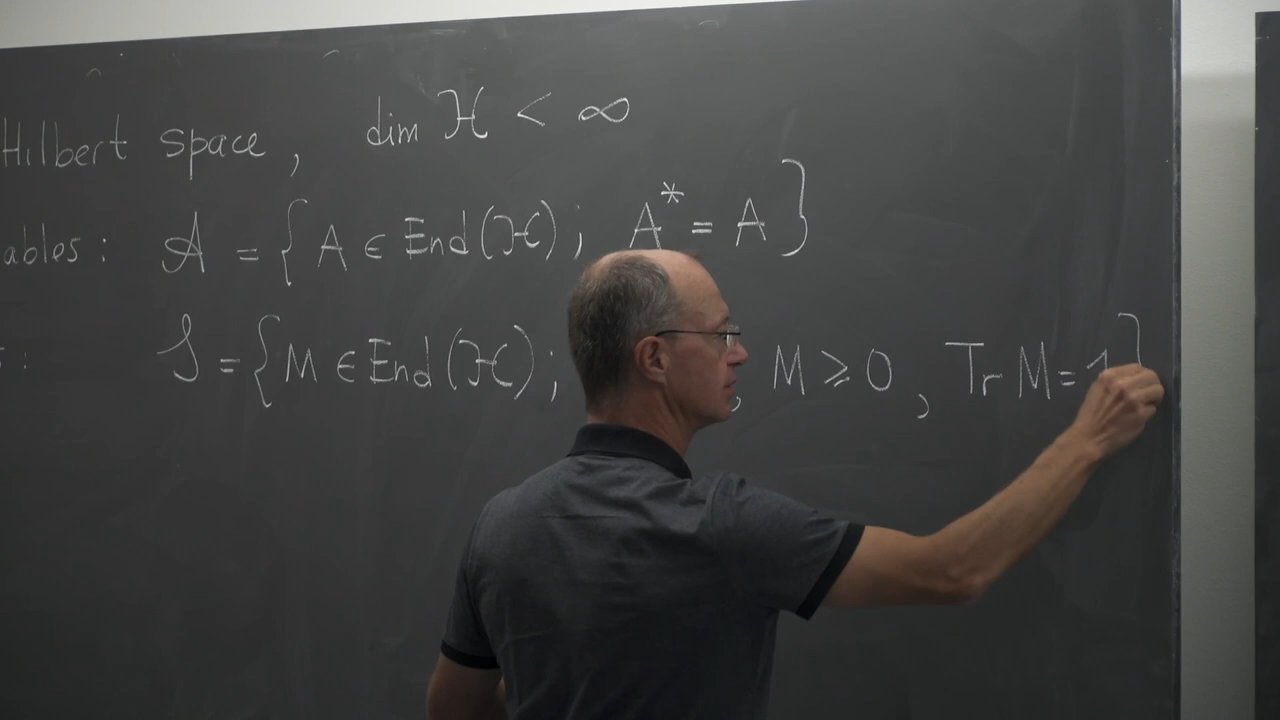 Hilbert space, dim ℋ < ∞
ables: 𝒜 = { A ∈ End(ℋ); A* = A }
s: 𝒮 = { M ∈ End(ℋ); , M ⩾ 0, Tr M = 1 }